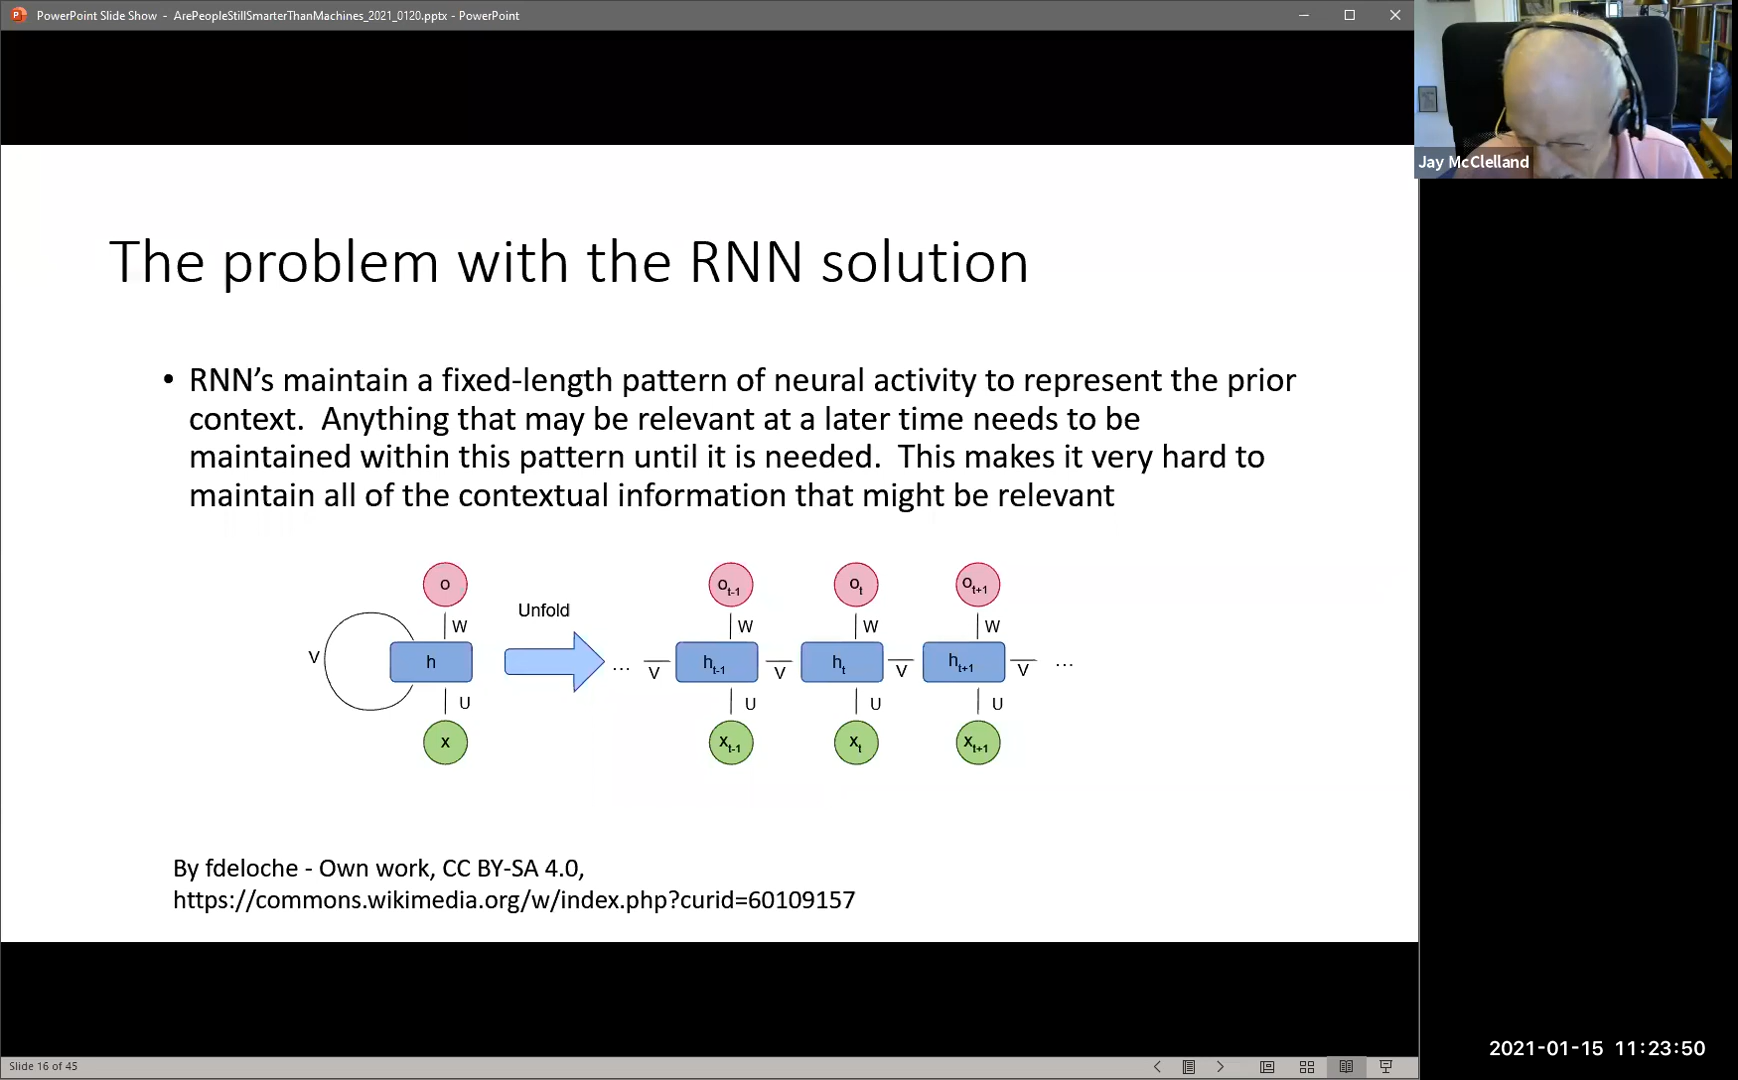 PowerPoint Slide Show - ArePeopleStillSmarterThanMachines_2021_0120.pptx - PowerPoint
Jay McClelland
The problem with the RNN solution
• RNN’s maintain a fixed-length pattern of neural activity to represent the prior
context. Anything that may be relevant at a later time needs to be
maintained within this pattern until it is needed. This makes it very hard to
maintain all of the contextual information that might be relevant
o
Unfold
o t-1
o t
o t+1
W
W
W
W
V
h
...
V
h t-1
V
h t
V
h t+1
V
...
U
U
U
U
x
x t-1
x t
x t+1
By fdeloche - Own work, CC BY-SA 4.0,
https://commons.wikimedia.org/w/index.php?curid=60109157
2021-01-15 11:23:50
Slide 16 of 45